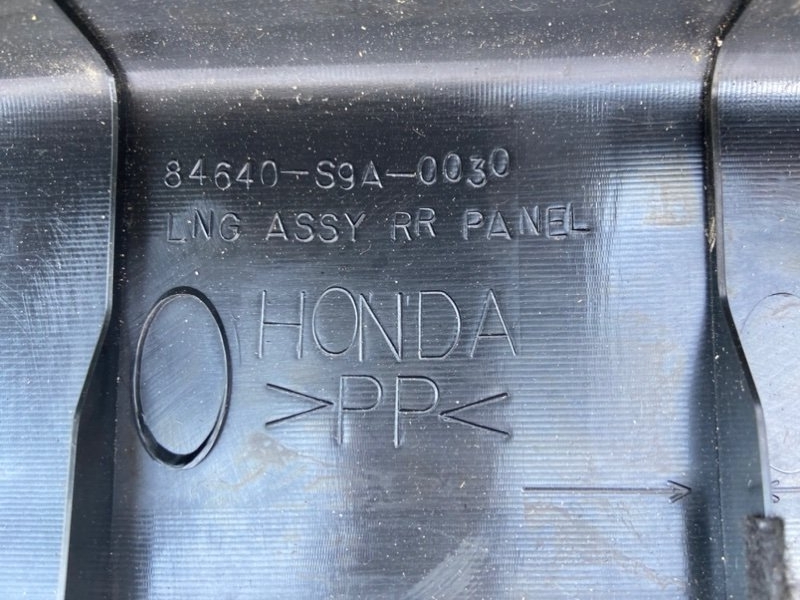 84640-S9A-0030
LNG ASSY RR PANEL
HONDA
>PP<